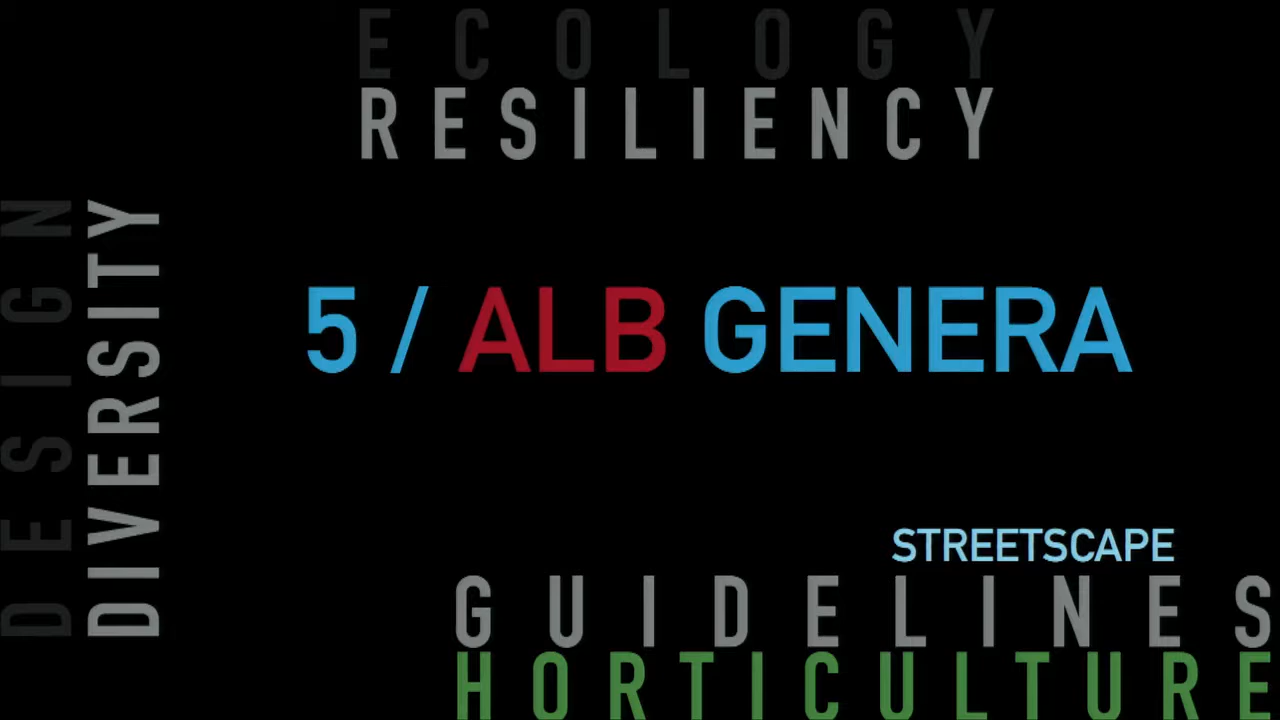 ECOLOGY
RESILIENCY
DESIGN
DIVERSITY
5 / ALB GENERA
STREETSCAPE
GUIDELINES
HORTICULTURE